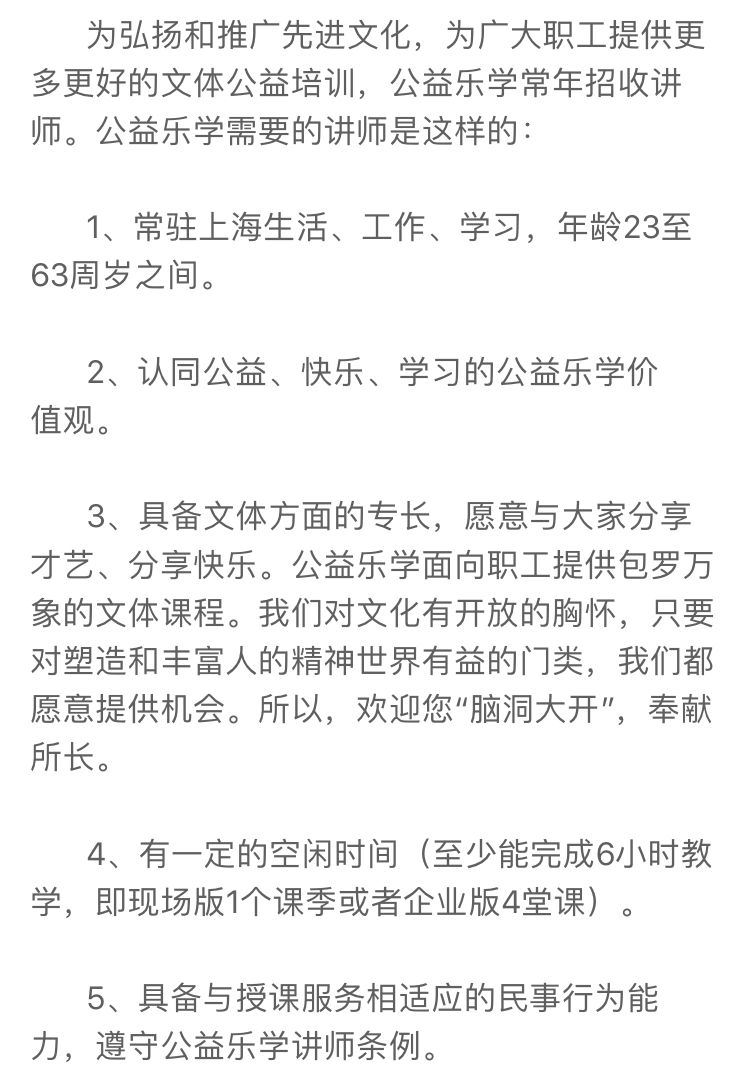 为弘扬和推广先进文化，为广大职工提供更
多更好的文体公益培训，公益乐学常年招收讲
师。公益乐学需要的讲师是这样的：
1、常驻上海生活、工作、学习，年龄23至
63周岁之间。
2、认同公益、快乐、学习的公益乐学价
值观。
3、具备文体方面的专长，愿意与大家分享
才艺、分享快乐。公益乐学面向职工提供包罗万
象的文体课程。我们对文化有开放的胸怀，只要
对塑造和丰富人的精神世界有益的门类，我们都
愿意提供机会。所以，欢迎您“脑洞大开”，奉献
所长。
4、有一定的空闲时间（至少能完成6小时教
学，即现场版1个课季或者企业版4堂课）。
5、具备与授课服务相适应的民事行为能
力，遵守公益乐学讲师条例。